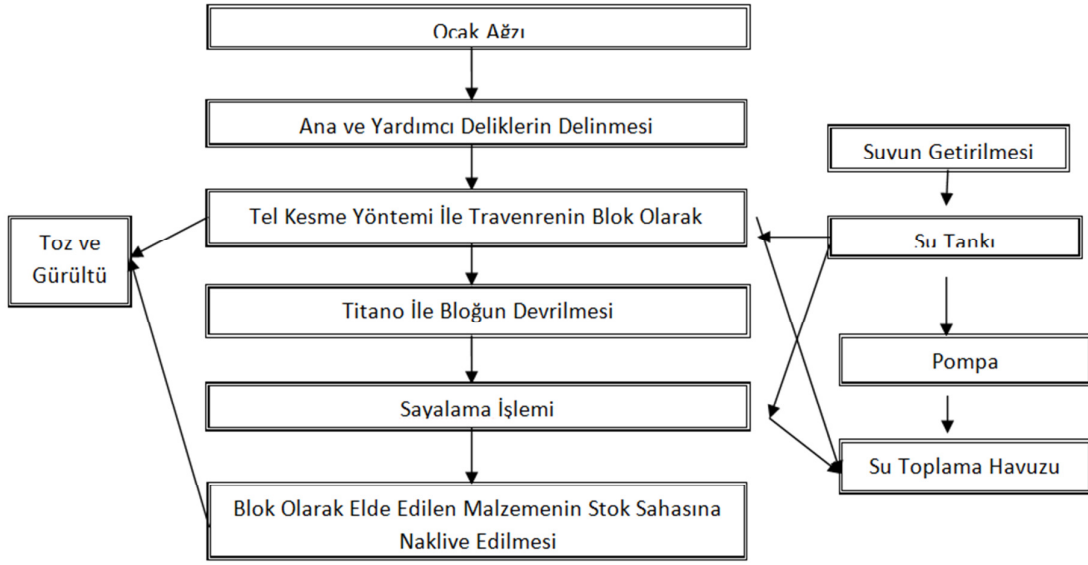 Ocak Ağzı
Ana ve Yardımcı Deliklerin Delinmesi
Suyun Getirilmesi
Tel Kesme Yöntemi İle Travenrenin Blok Olarak
Toz ve
Gürültü
Su Tankı
Titano İle Bloğun Devrilmesi
Pompa
Sayalama İşlemi
Su Toplama Havuzu
Blok Olarak Elde Edilen Malzemenin Stok Sahasına
Nakliye Edilmesi